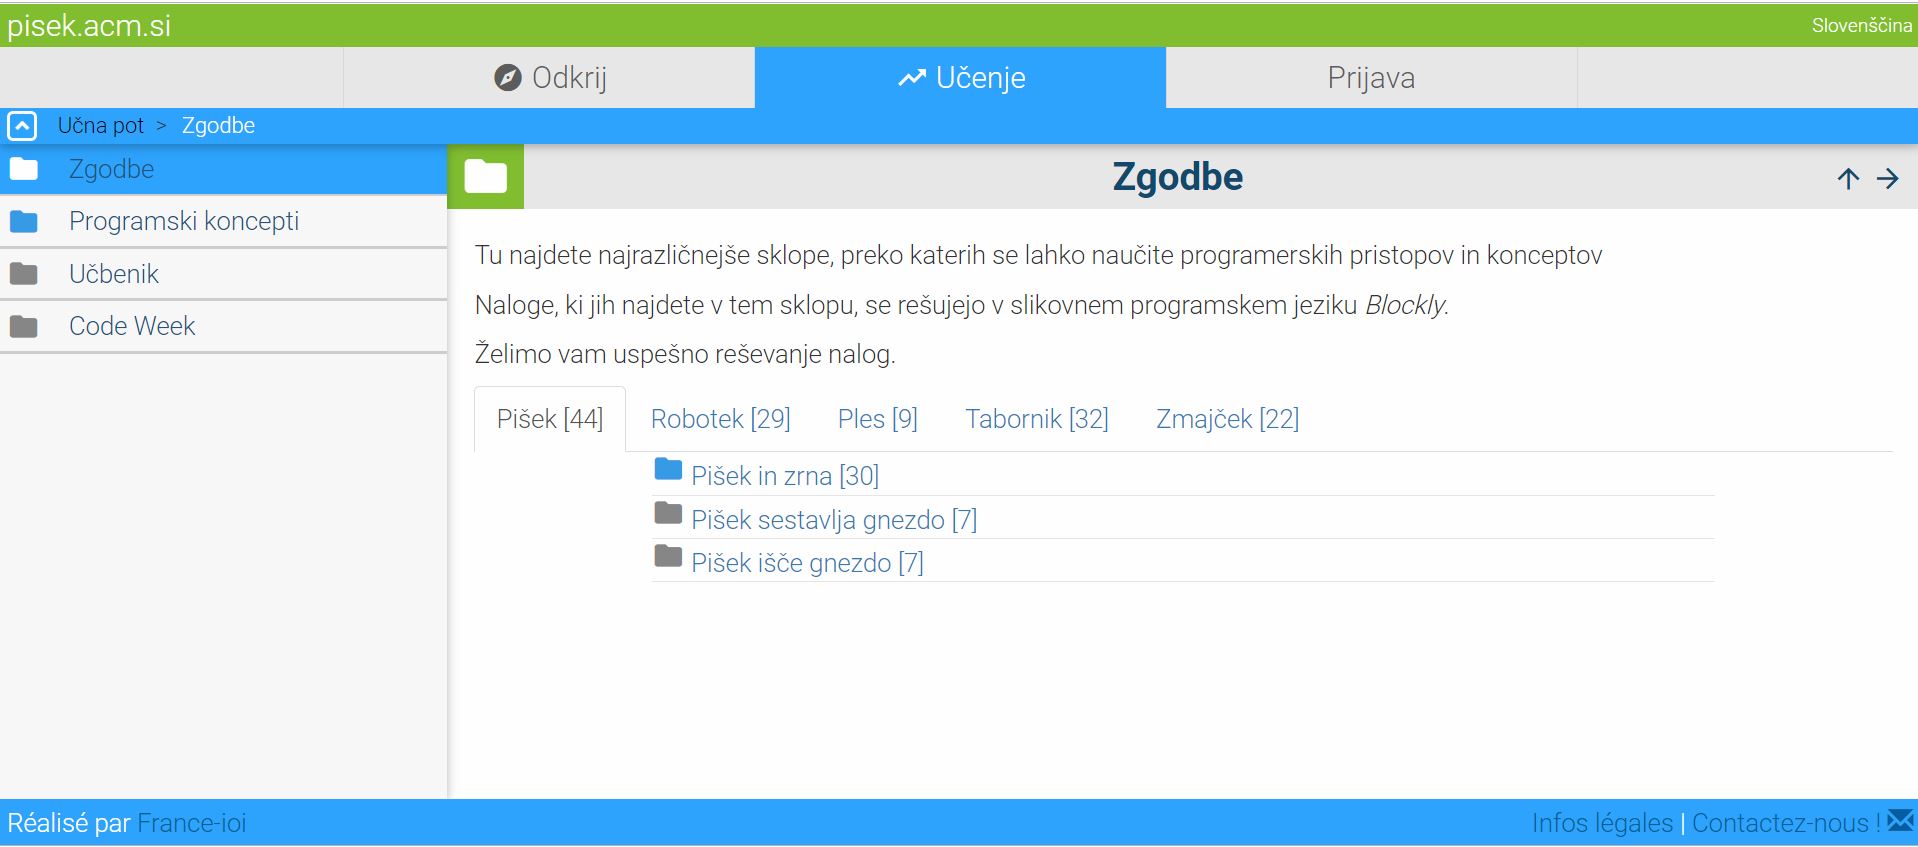 pisek.acm.si
Slovenščina
Odkrij
Učenje
Prijava
Učna pot > Zgodbe
Zgodbe
Programski koncepti
Učbenik
Code Week
Zgodbe
Tu najdete najrazličnejše sklope, preko katerih se lahko naučite programerskih pristopov in konceptov
Naloge, ki jih najdete v tem sklopu, se rešujejo v slikovnem programskem jeziku Blockly.
Želimo vam uspešno reševanje nalog.
Pišek [44]
Robotek [29]
Ples [9]
Tabornik [32]
Zmajček [22]
Pišek in zrna [30]
Pišek sestavlja gnezdo [7]
Pišek išče gnezdo [7]
Réalisé par France-ioi
Infos légales | Contactez-nous !